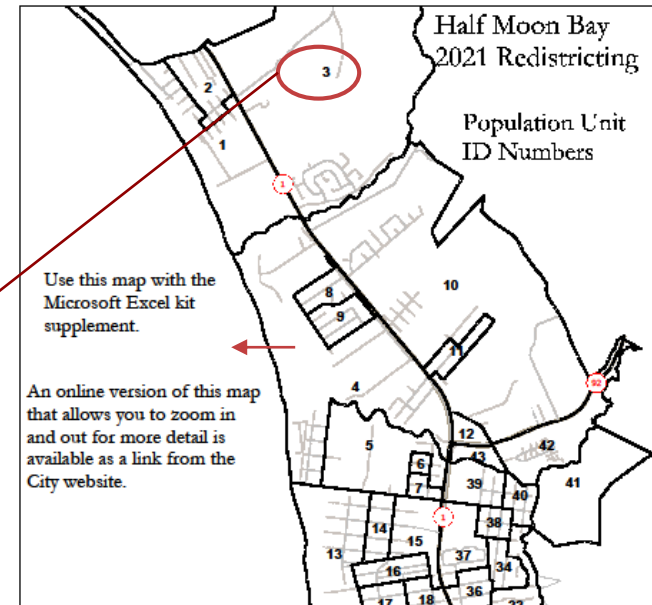 Half Moon Bay
2021 Redistricting
Population Unit
ID Numbers
3
2
1
1
Use this map with the
Microsoft Excel kit
supplement.
10
8
9
11
92
4
An online version of this map
that allows you to zoom in
and out for more detail is
available as a link from the
City website.
12
42
5
43
6
41
7
39
40
1
38
14
13
15
37
34
16
36
17
18